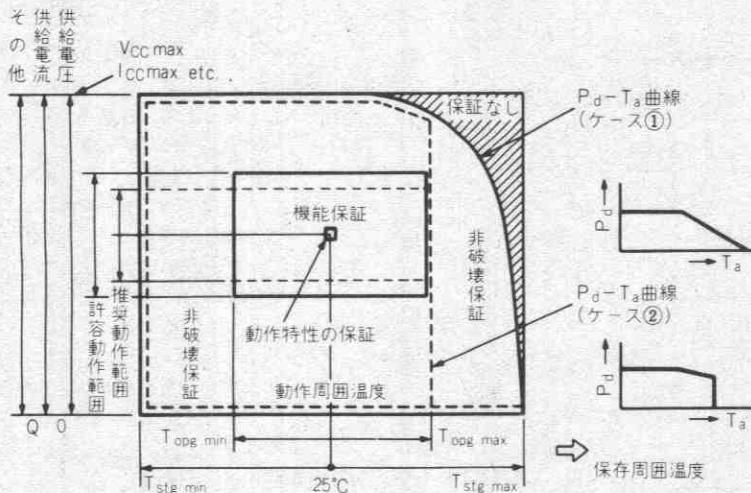 供給電圧
供給電流
その他
VCC max
ICC max etc.
保証なし
Pd−Ta曲線
(ケース①)
機能保証
非破壊保証
Pd
Ta
推奨動作範囲
許容動作範囲
非破壊保証
動作特性の保証
Pd−Ta曲線
(ケース②)
動作周囲温度
Pd
Ta
Q
0
Topg min
Topg max
Tstg min
25°C
Tstg max
保存周囲温度